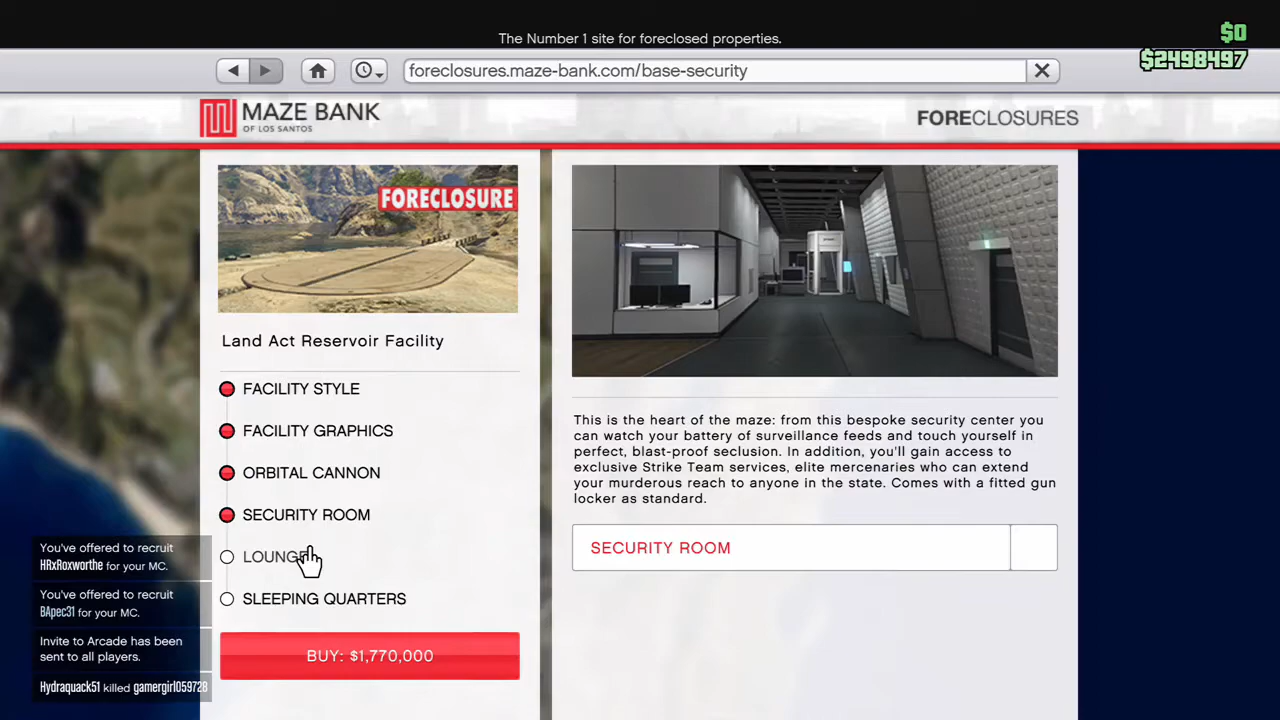 The Number 1 site for foreclosed properties.
$0
$2498497
foreclosures.maze-bank.com/base-security
MAZE BANK
OF LOS SANTOS
FORECLOSURES
FORECLOSURE
Land Act Reservoir Facility
FACILITY STYLE
FACILITY GRAPHICS
ORBITAL CANNON
SECURITY ROOM
LOUNGE
SLEEPING QUARTERS
BUY: $1,770,000
This is the heart of the maze: from this bespoke security center you
can watch your battery of surveillance feeds and touch yourself in
perfect, blast-proof seclusion. In addition, you'll gain access to
exclusive Strike Team services, elite mercenaries who can extend
your murderous reach to anyone in the state. Comes with a fitted gun
locker as standard.
SECURITY ROOM
You've offered to recruit
HRxRoxworthe for your MC.
You've offered to recruit
BApec31 for your MC.
Invite to Arcade has been
sent to all players.
Hydraquack51 killed gamergirl059728